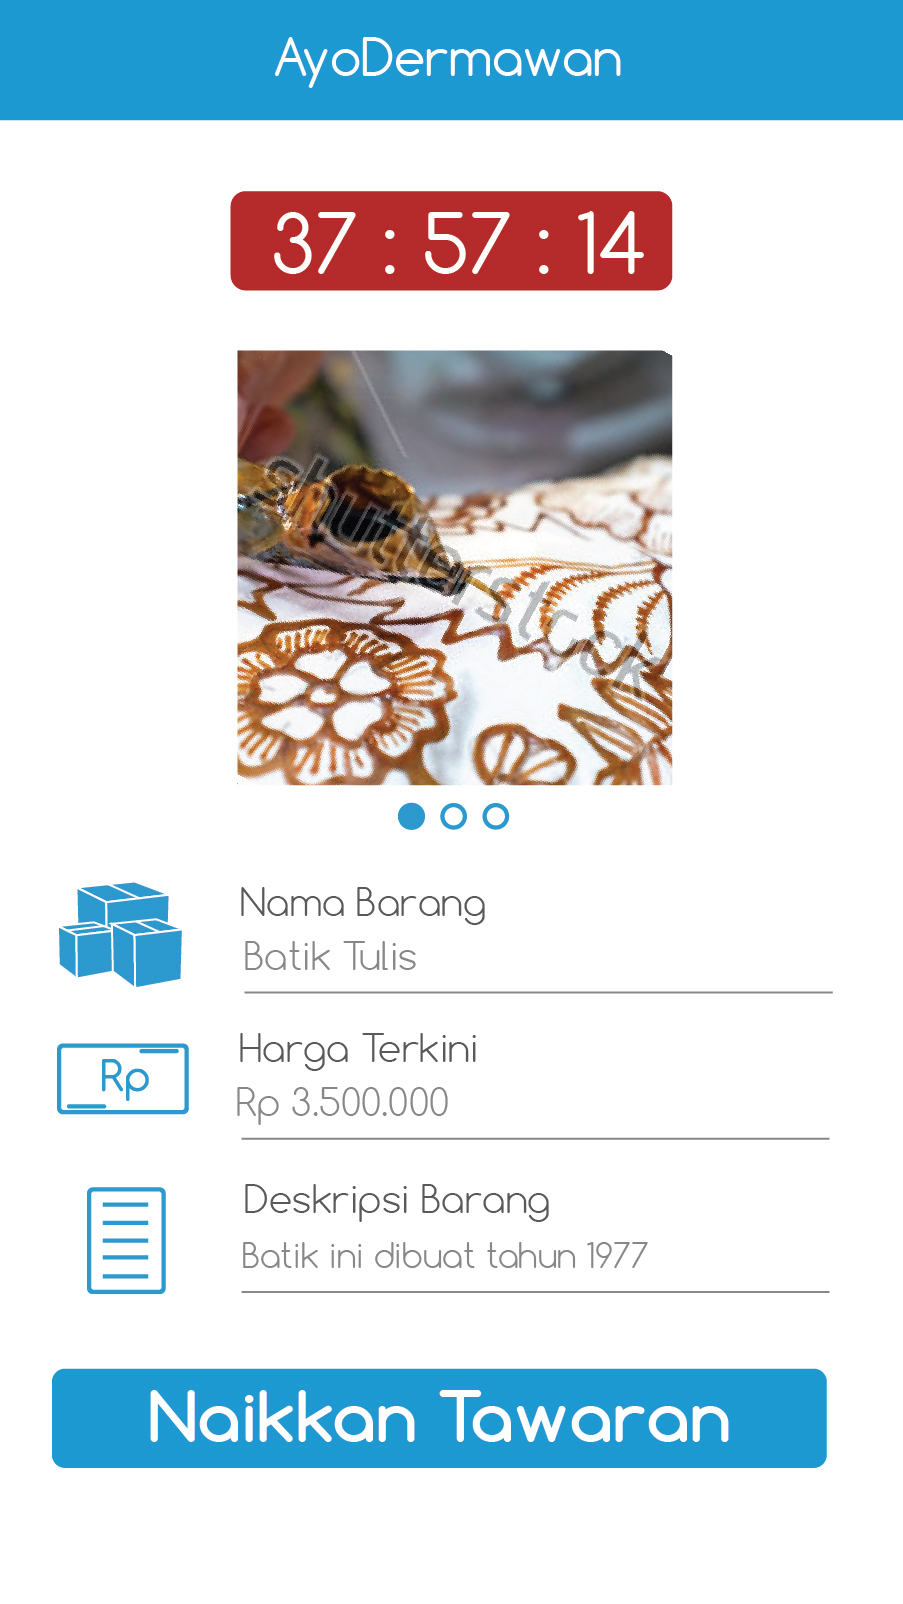 AyoDermawan
37 : 57 : 14
shutterstock
Nama Barang
Batik Tulis
Rp
Harga Terkini
Rp 3.500.000
Deskripsi Barang
Batik ini dibuat tahun 1977
Naikkan Tawaran